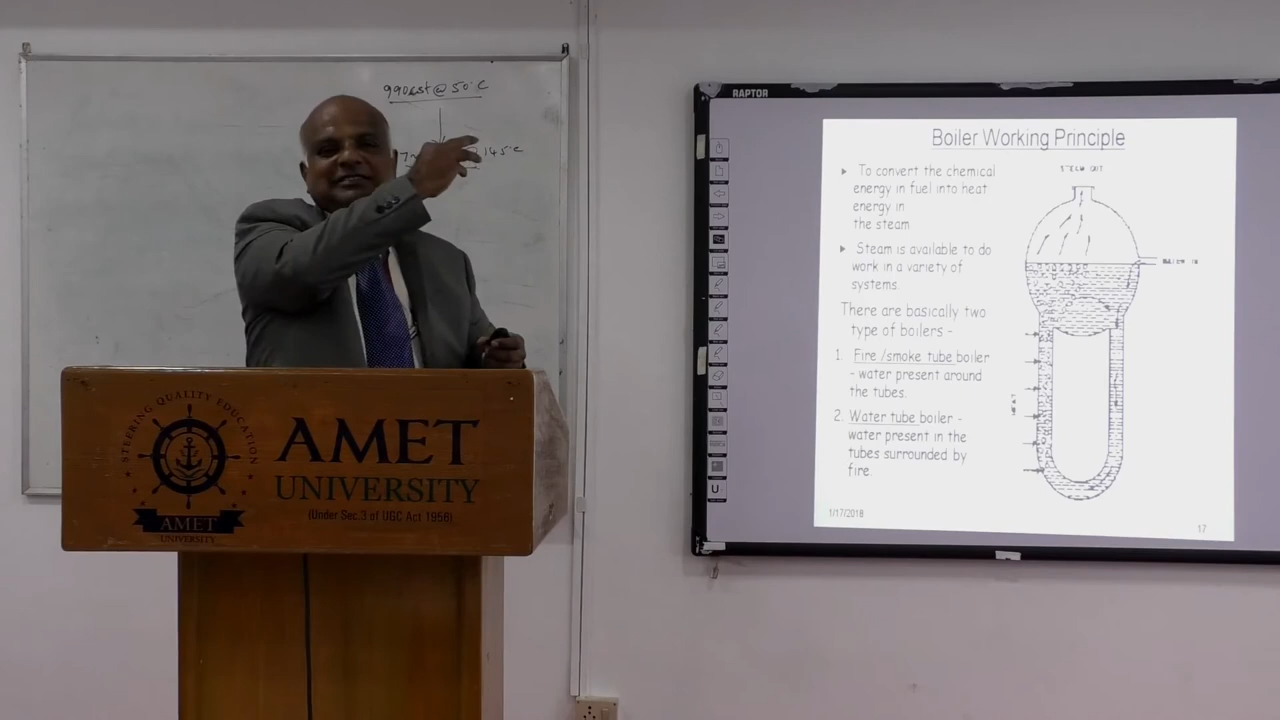 990cst@50°C
145°C
STEERING QUALITY EDUCATION
AMET
UNIVERSITY
AMET
UNIVERSITY
(Under Sec.3 of UGC Act 1956)
RAPTOR
Boiler Working Principle
To convert the chemical
energy in fuel into heat
energy in
the steam
Steam is available to do
work in a variety of
systems.
There are basically two
type of boilers -
1. Fire /smoke tube boiler
- water present around
the tubes.
2. Water tube boiler -
water present in the
tubes surrounded by
fire.
STEAM OUT
HEAT
1/17/2018
17
U